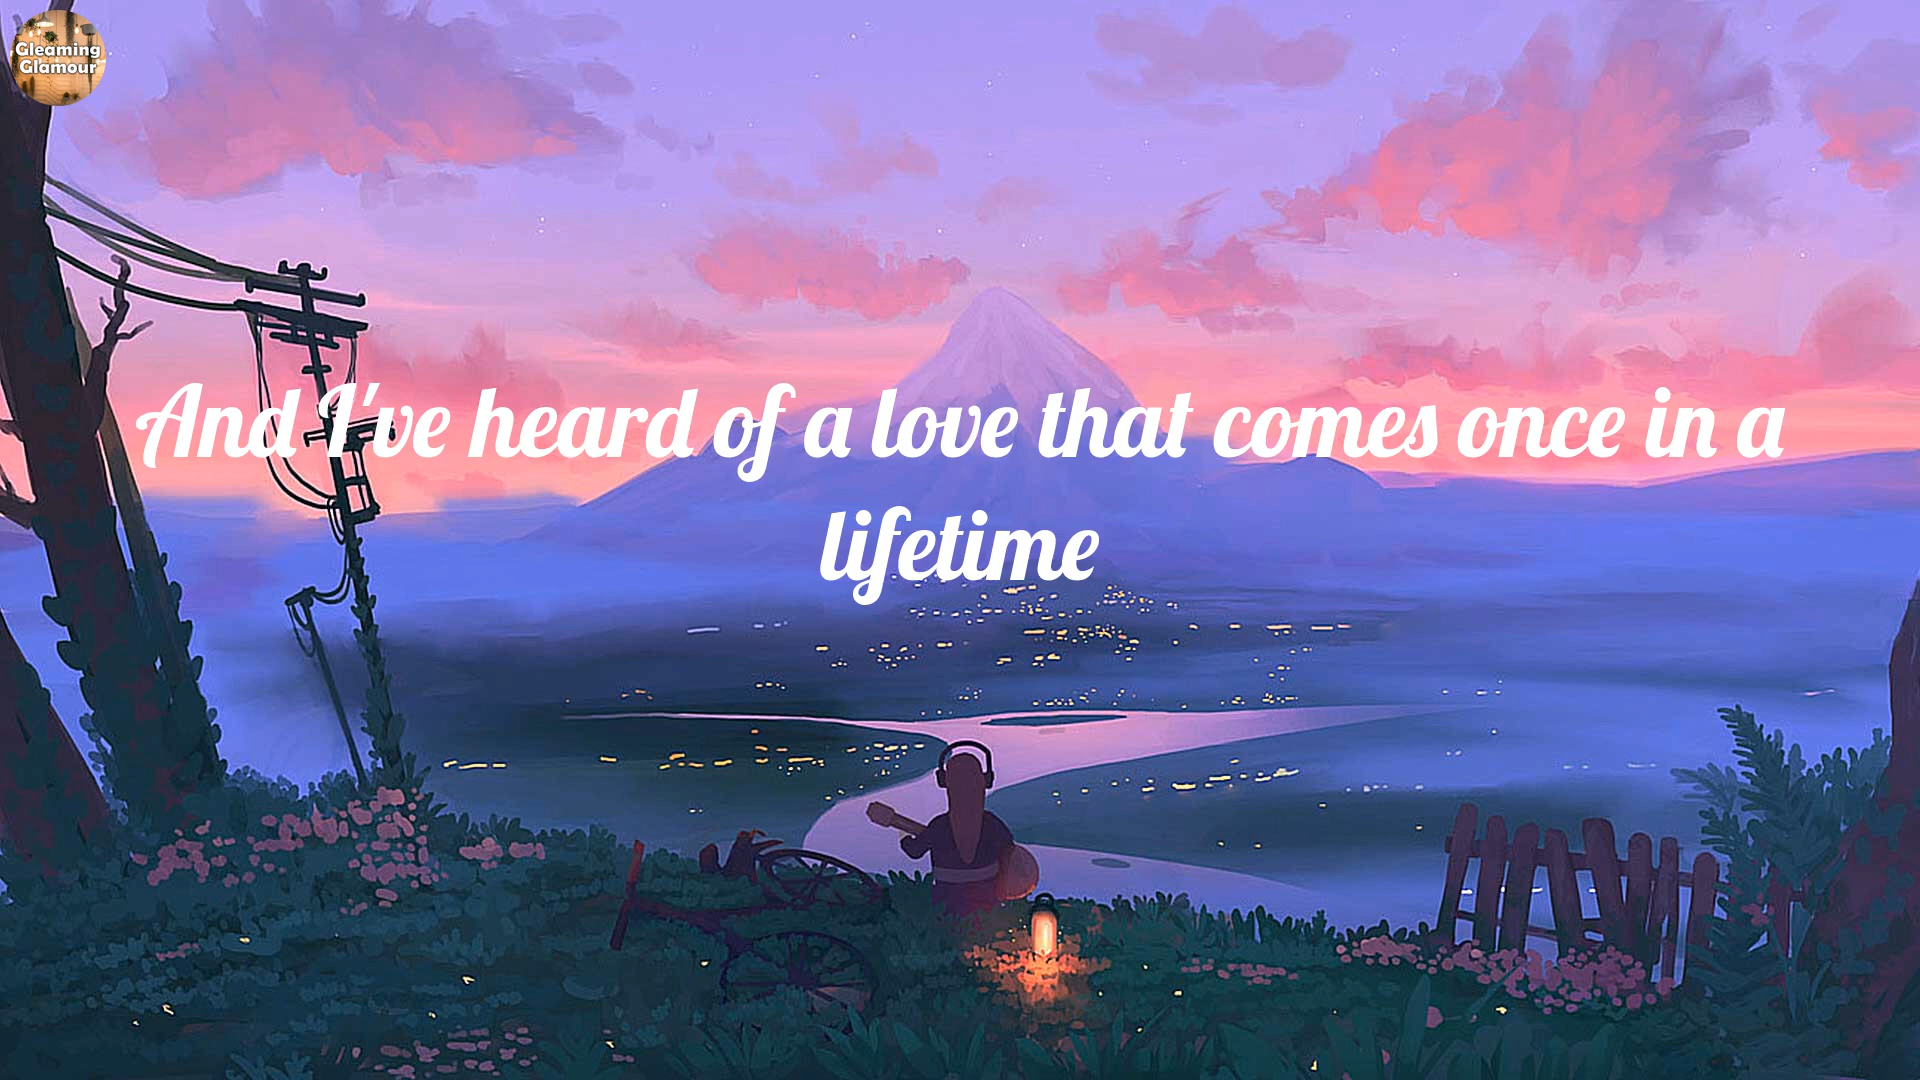 Gleaming
Glamour
And I've heard of a love that comes once in a
lifetime